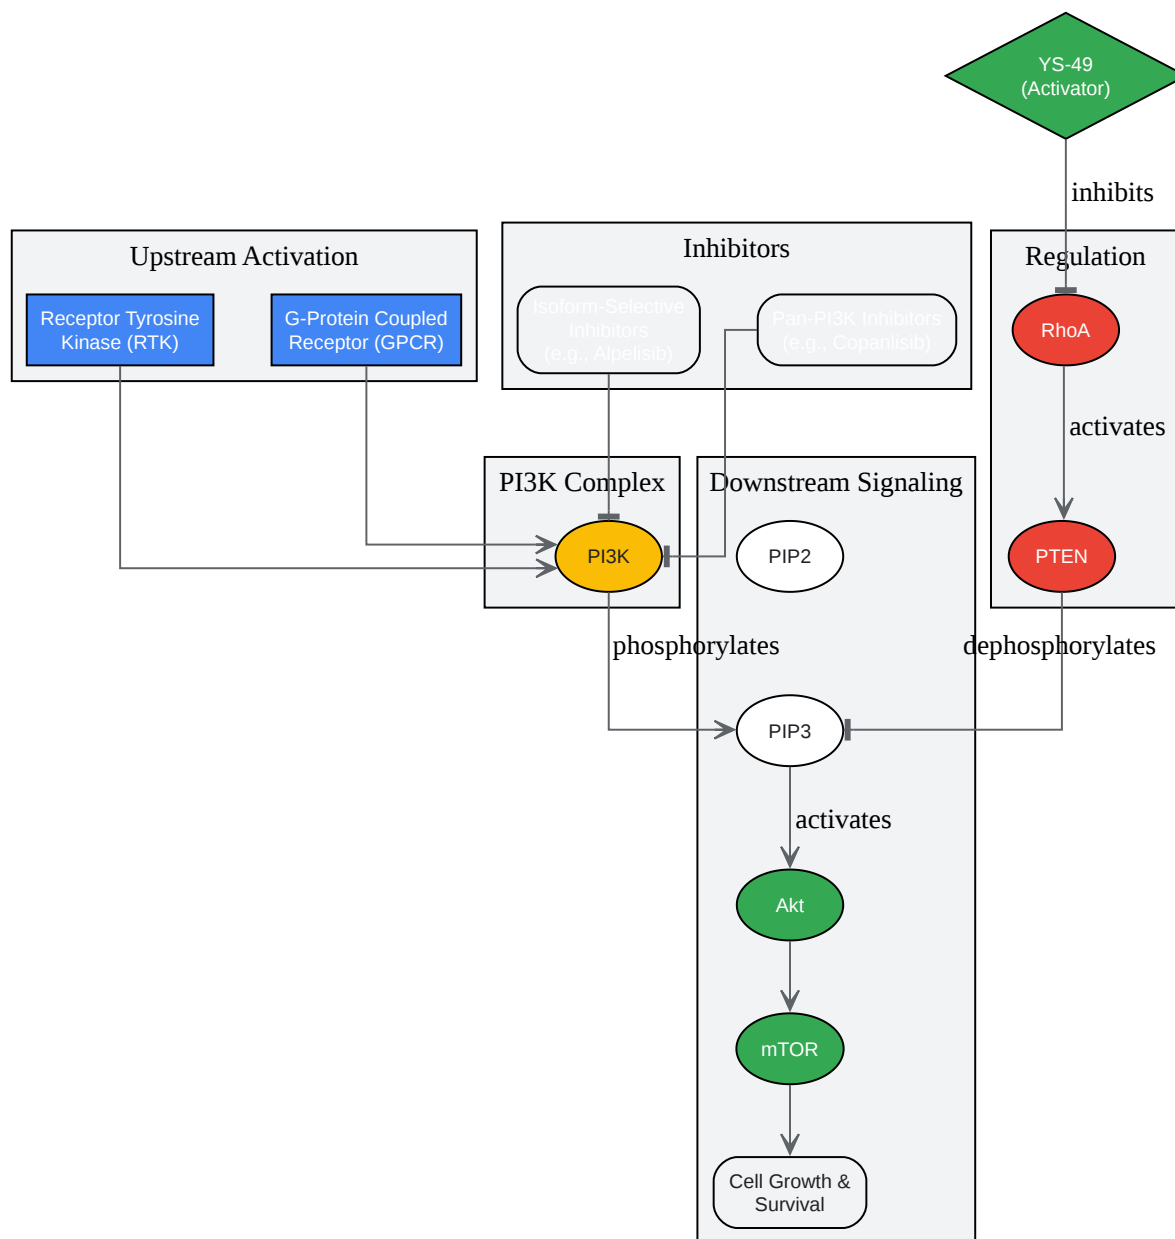 YS-49
(Activator)
inhibits
Upstream Activation
Receptor Tyrosine
Kinase (RTK)
G-Protein Coupled
Receptor (GPCR)
Inhibitors
Isoform-Selective
Inhibitors
(e.g., Alpelisib)
Pan-PI3K Inhibitors
(e.g., Copanlisib)
Regulation
RhoA
activates
PI3K Complex
PI3K
Downstream Signaling
PIP2
PTEN
phosphorylates
dephosphorylates
PIP3
activates
Akt
mTOR
Cell Growth &
Survival